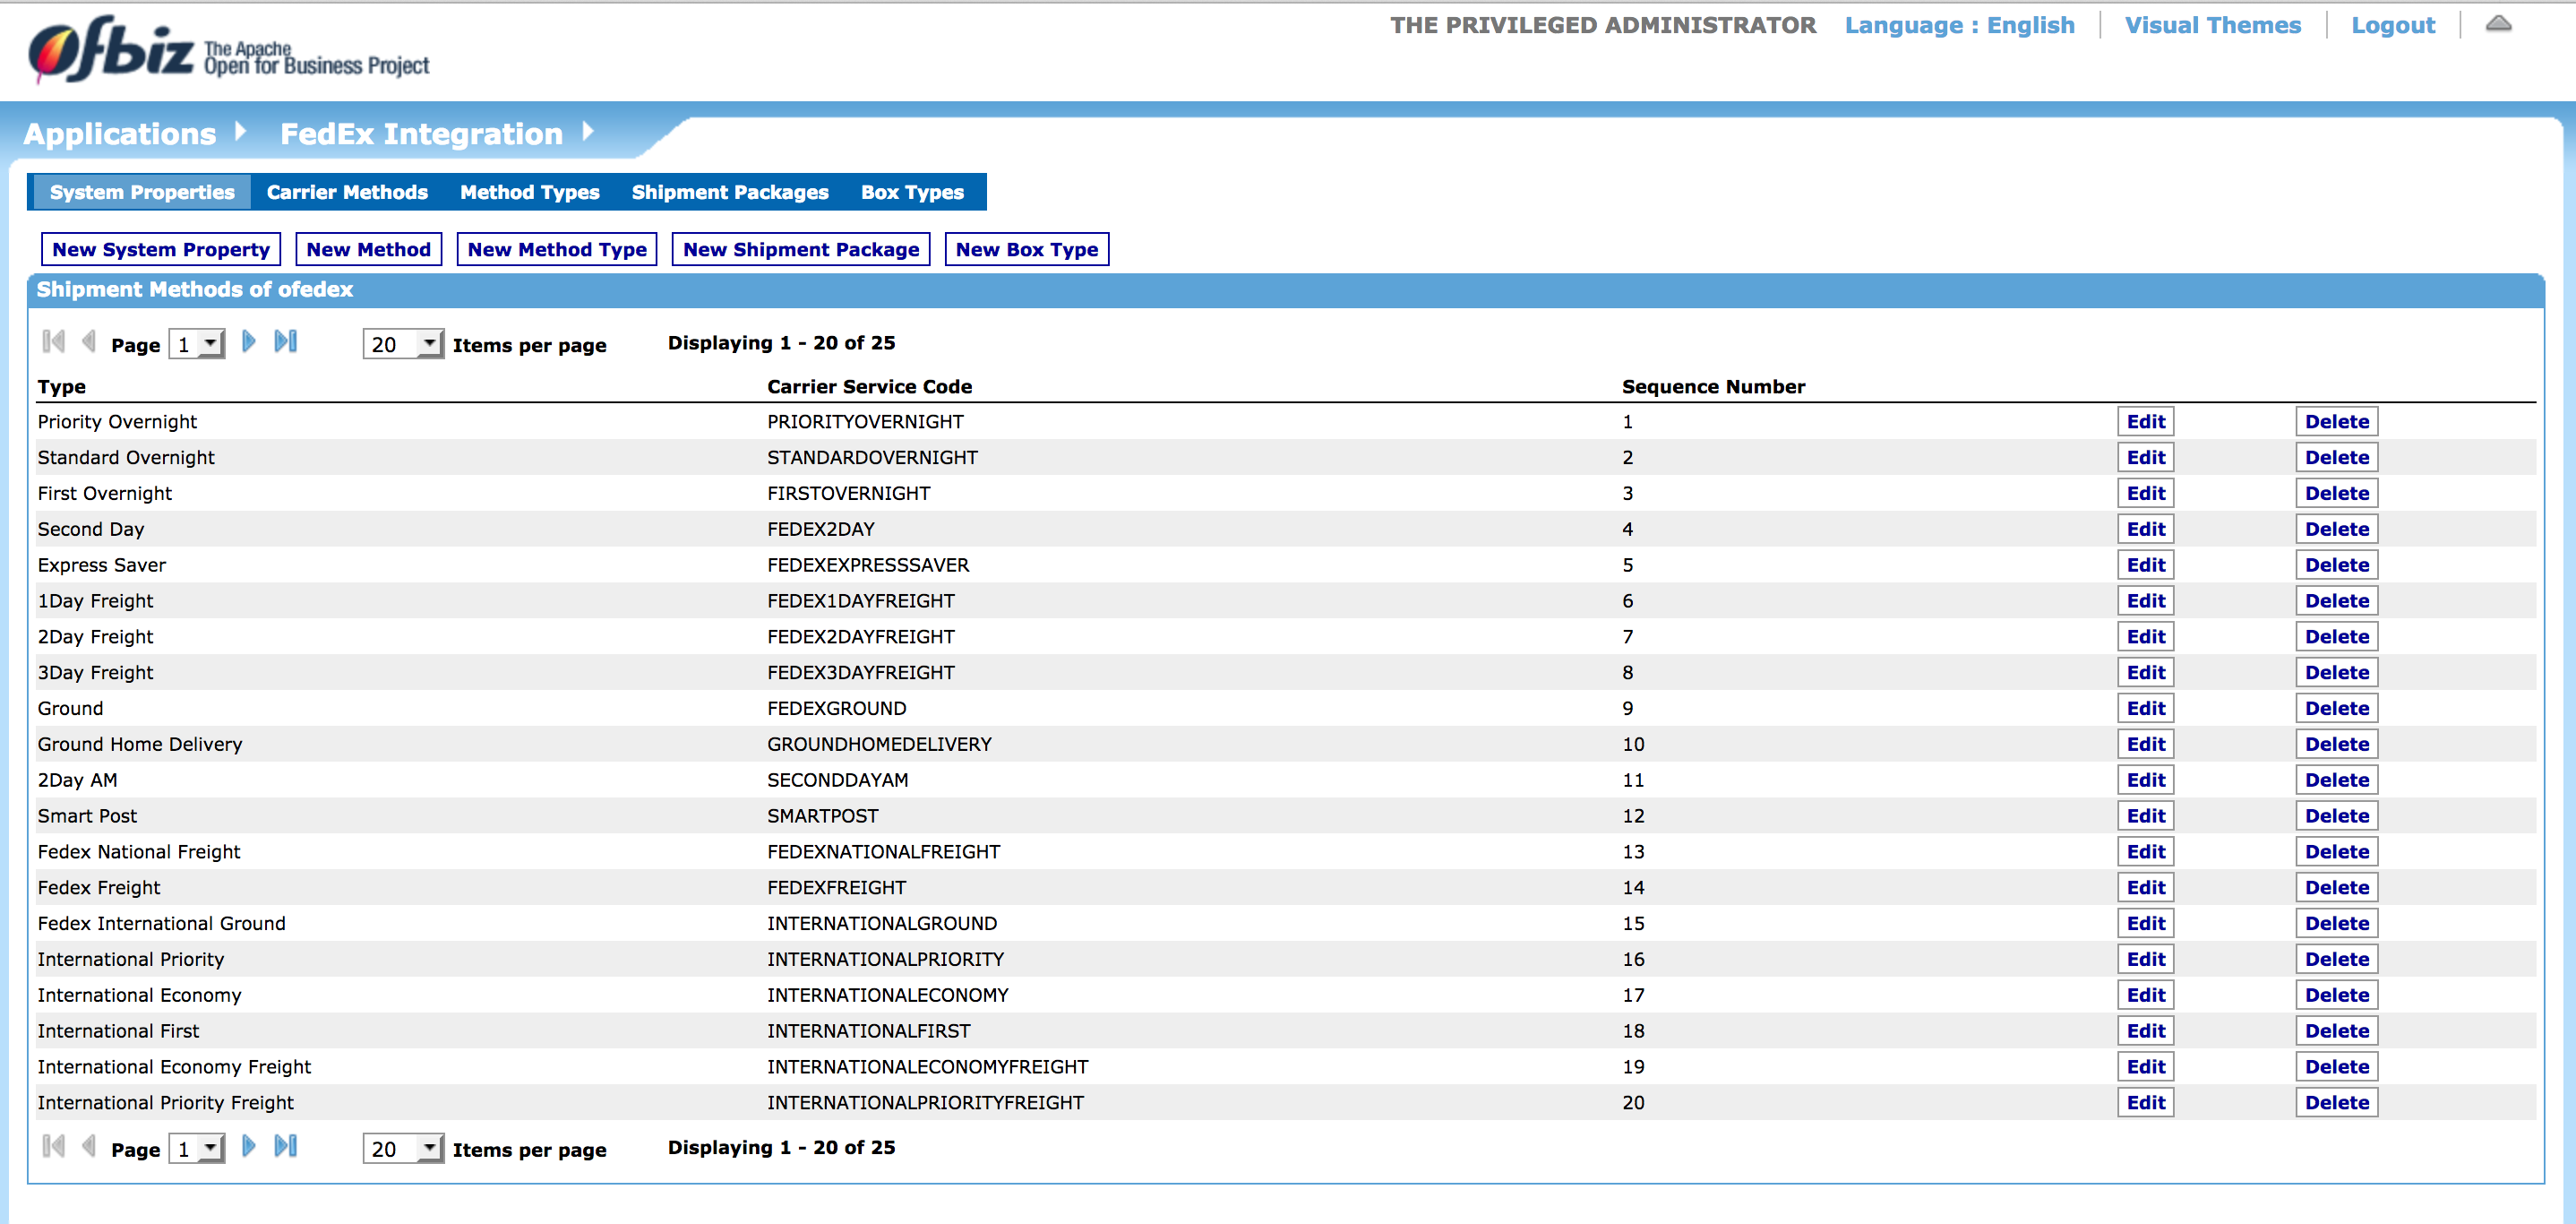 Ofbiz The Apache Open for Business Project
THE PRIVILEGED ADMINISTRATOR Language : English Visual Themes Logout
Applications FedEx Integration
System Properties Carrier Methods Method Types Shipment Packages Box Types
New System Property New Method New Method Type New Shipment Package New Box Type
Shipment Methods of ofedex
Page 1 20 Items per page Displaying 1 - 20 of 25
Type Carrier Service Code Sequence Number
Priority Overnight PRIORITYOVERNIGHT 1 Edit Delete
Standard Overnight STANDARDOVERNIGHT 2 Edit Delete
First Overnight FIRSTOVERNIGHT 3 Edit Delete
Second Day FEDEX2DAY 4 Edit Delete
Express Saver FEDEXEXPRESSSAVER 5 Edit Delete
1Day Freight FEDEX1DAYFREIGHT 6 Edit Delete
2Day Freight FEDEX2DAYFREIGHT 7 Edit Delete
3Day Freight FEDEX3DAYFREIGHT 8 Edit Delete
Ground FEDEXGROUND 9 Edit Delete
Ground Home Delivery GROUNDHOMEDELIVERY 10 Edit Delete
2Day AM SECONDDAYAM 11 Edit Delete
Smart Post SMARTPOST 12 Edit Delete
Fedex National Freight FEDEXNATIONALFREIGHT 13 Edit Delete
Fedex Freight FEDEXFREIGHT 14 Edit Delete
Fedex International Ground INTERNATIONALGROUND 15 Edit Delete
International Priority INTERNATIONALPRIORITY 16 Edit Delete
International Economy INTERNATIONALECONOMY 17 Edit Delete
International First INTERNATIONALFIRST 18 Edit Delete
International Economy Freight INTERNATIONALECONOMYFREIGHT 19 Edit Delete
International Priority Freight INTERNATIONALPRIORITYFREIGHT 20 Edit Delete
Page 1 20 Items per page Displaying 1 - 20 of 25